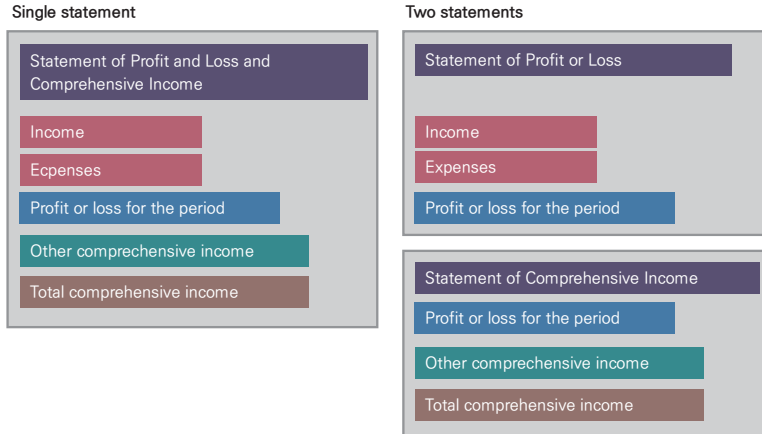 Single statement
Statement of Profit and Loss and
Comprehensive Income
Income
Ecpenses
Profit or loss for the period
Other comprechensive income
Total comprehensive income
Two statements
Statement of Profit or Loss
Income
Expenses
Profit or loss for the period
Statement of Comprehensive Income
Profit or loss for the period
Other comprechensive income
Total comprehensive income